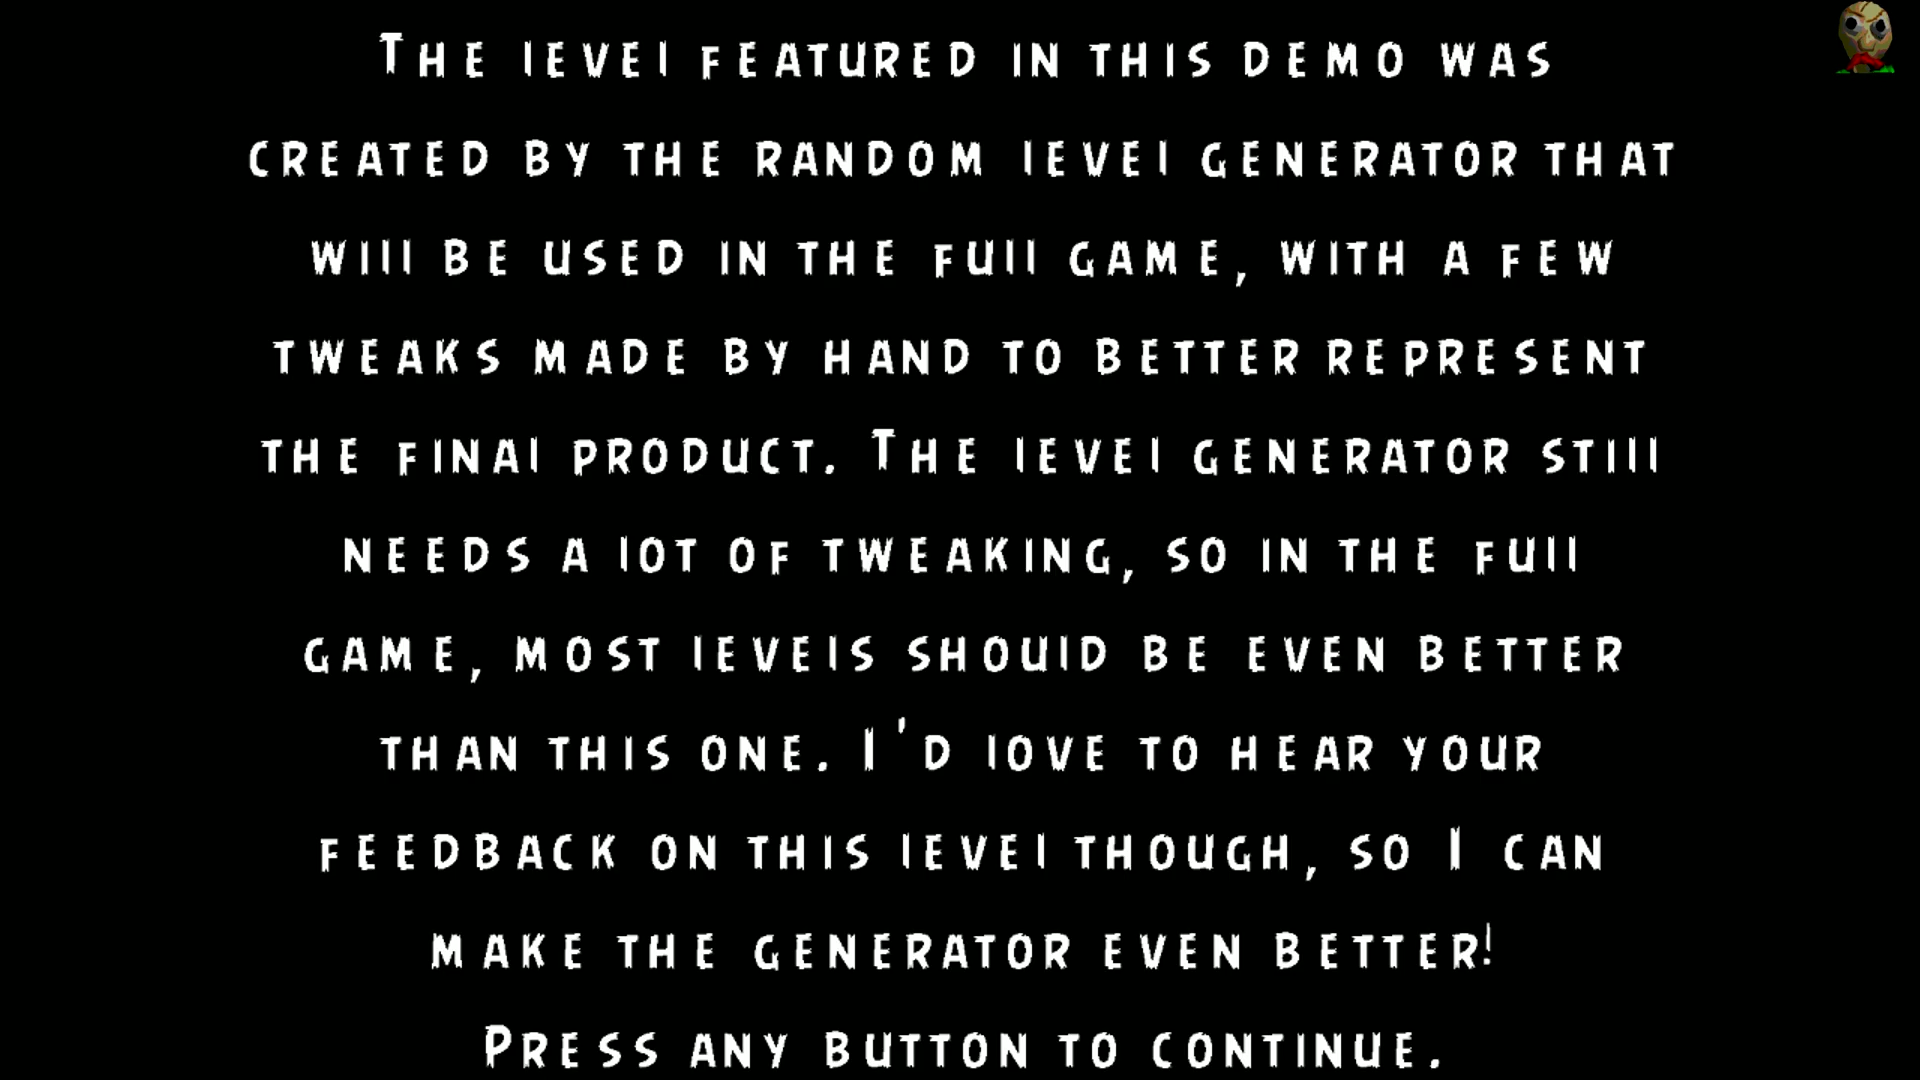 The level featured in this demo was
created by the random level generator that
will be used in the full game, with a few
tweaks made by hand to better represent
the final product. The level generator still
needs a lot of tweaking, so in the full
game, most levels should be even better
than this one. I'd love to hear your
feedback on this level though, so I can
make the generator even better!
Press any button to continue.